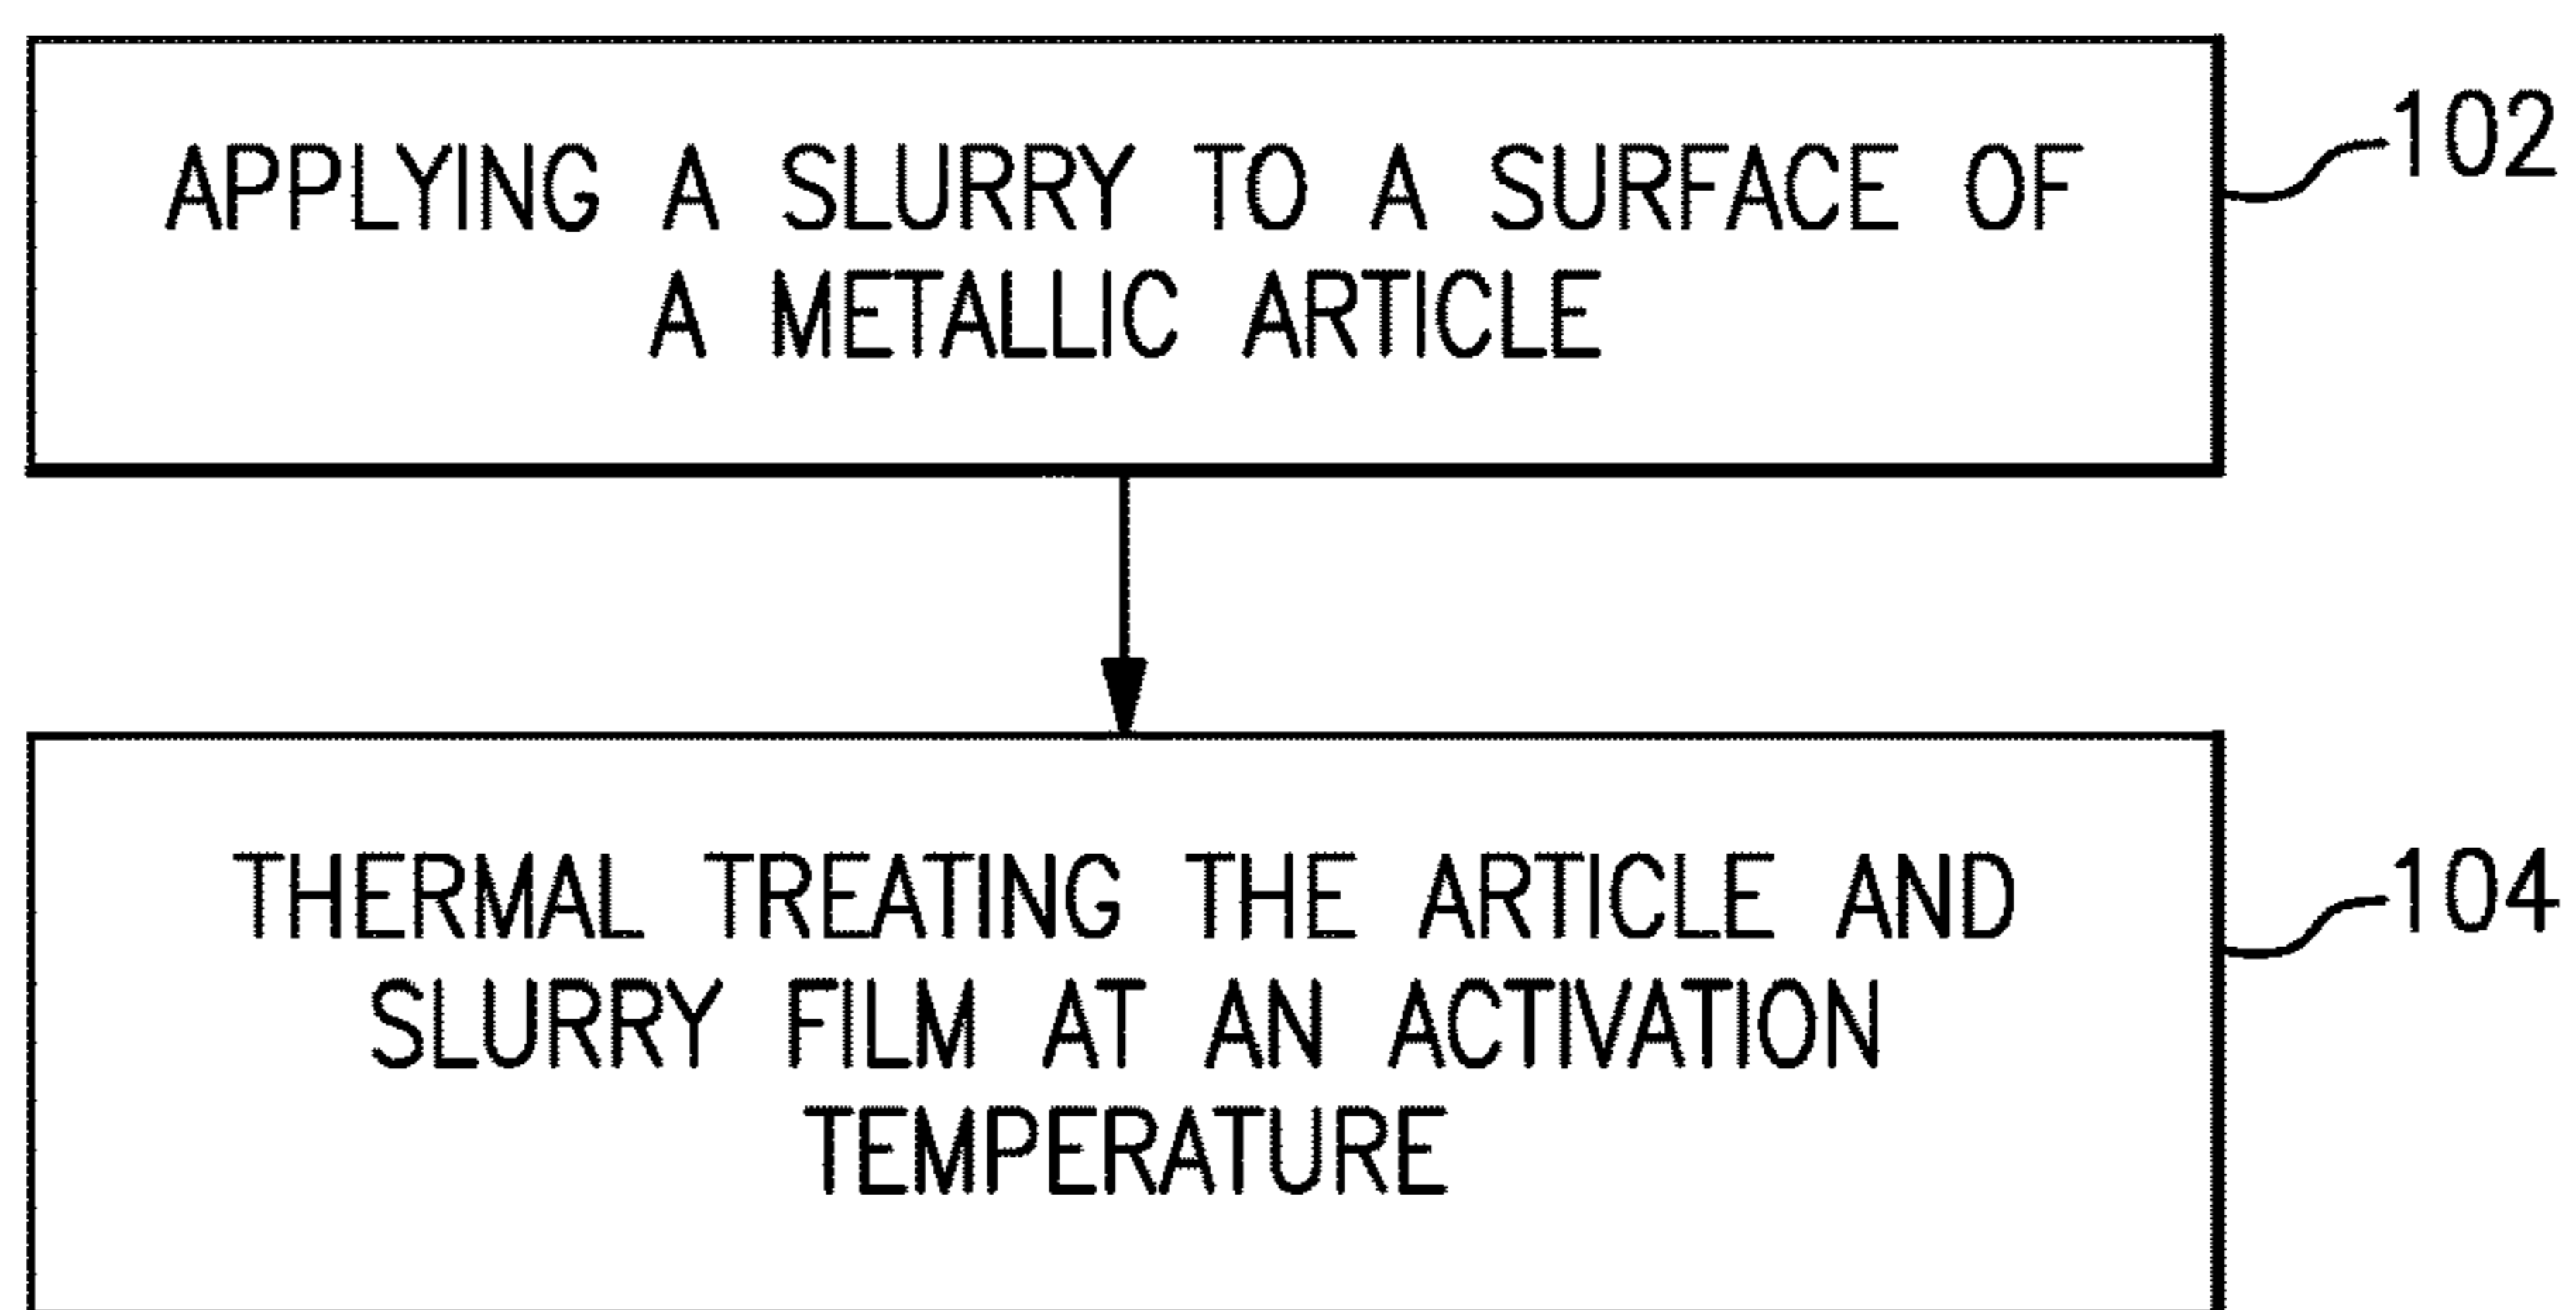 APPLYING A SLURRY TO A SURFACE OF
A METALLIC ARTICLE
102
THERMAL TREATING THE ARTICLE AND
SLURRY FILM AT AN ACTIVATION
TEMPERATURE
104